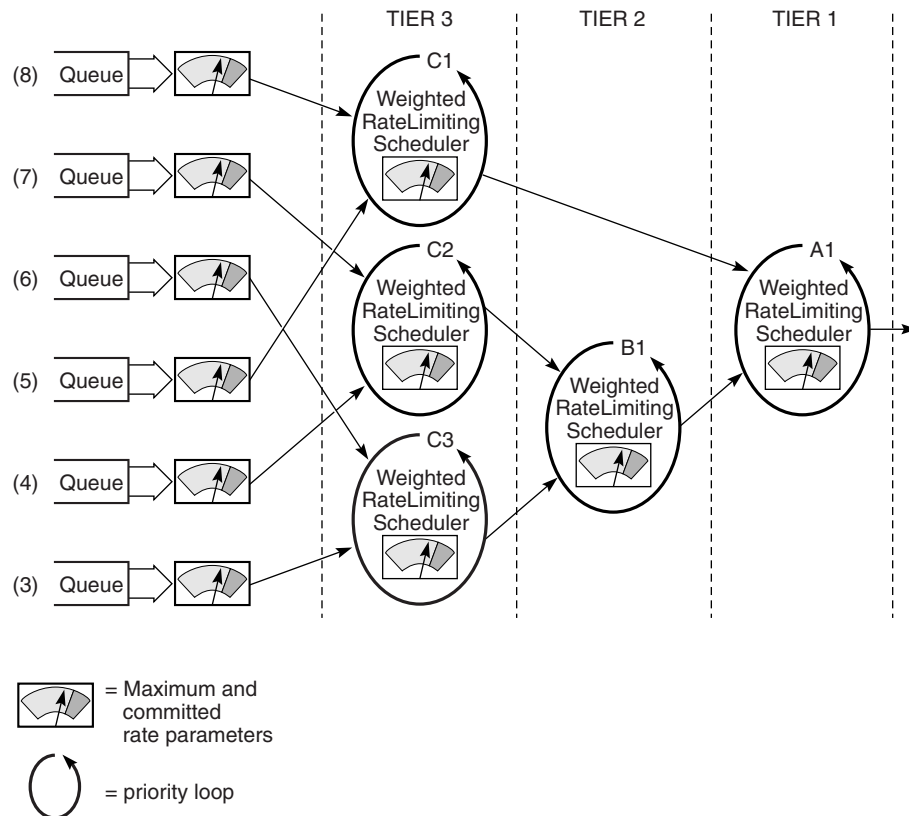 TIER 3 TIER 2 TIER 1
(8) Queue
(7) Queue
(6) Queue
(5) Queue
(4) Queue
(3) Queue
C1
Weighted
RateLimiting
Scheduler
C2
Weighted
RateLimiting
Scheduler
C3
Weighted
RateLimiting
Scheduler
B1
Weighted
RateLimiting
Scheduler
A1
Weighted
RateLimiting
Scheduler
= Maximum and
committed
rate parameters
= priority loop